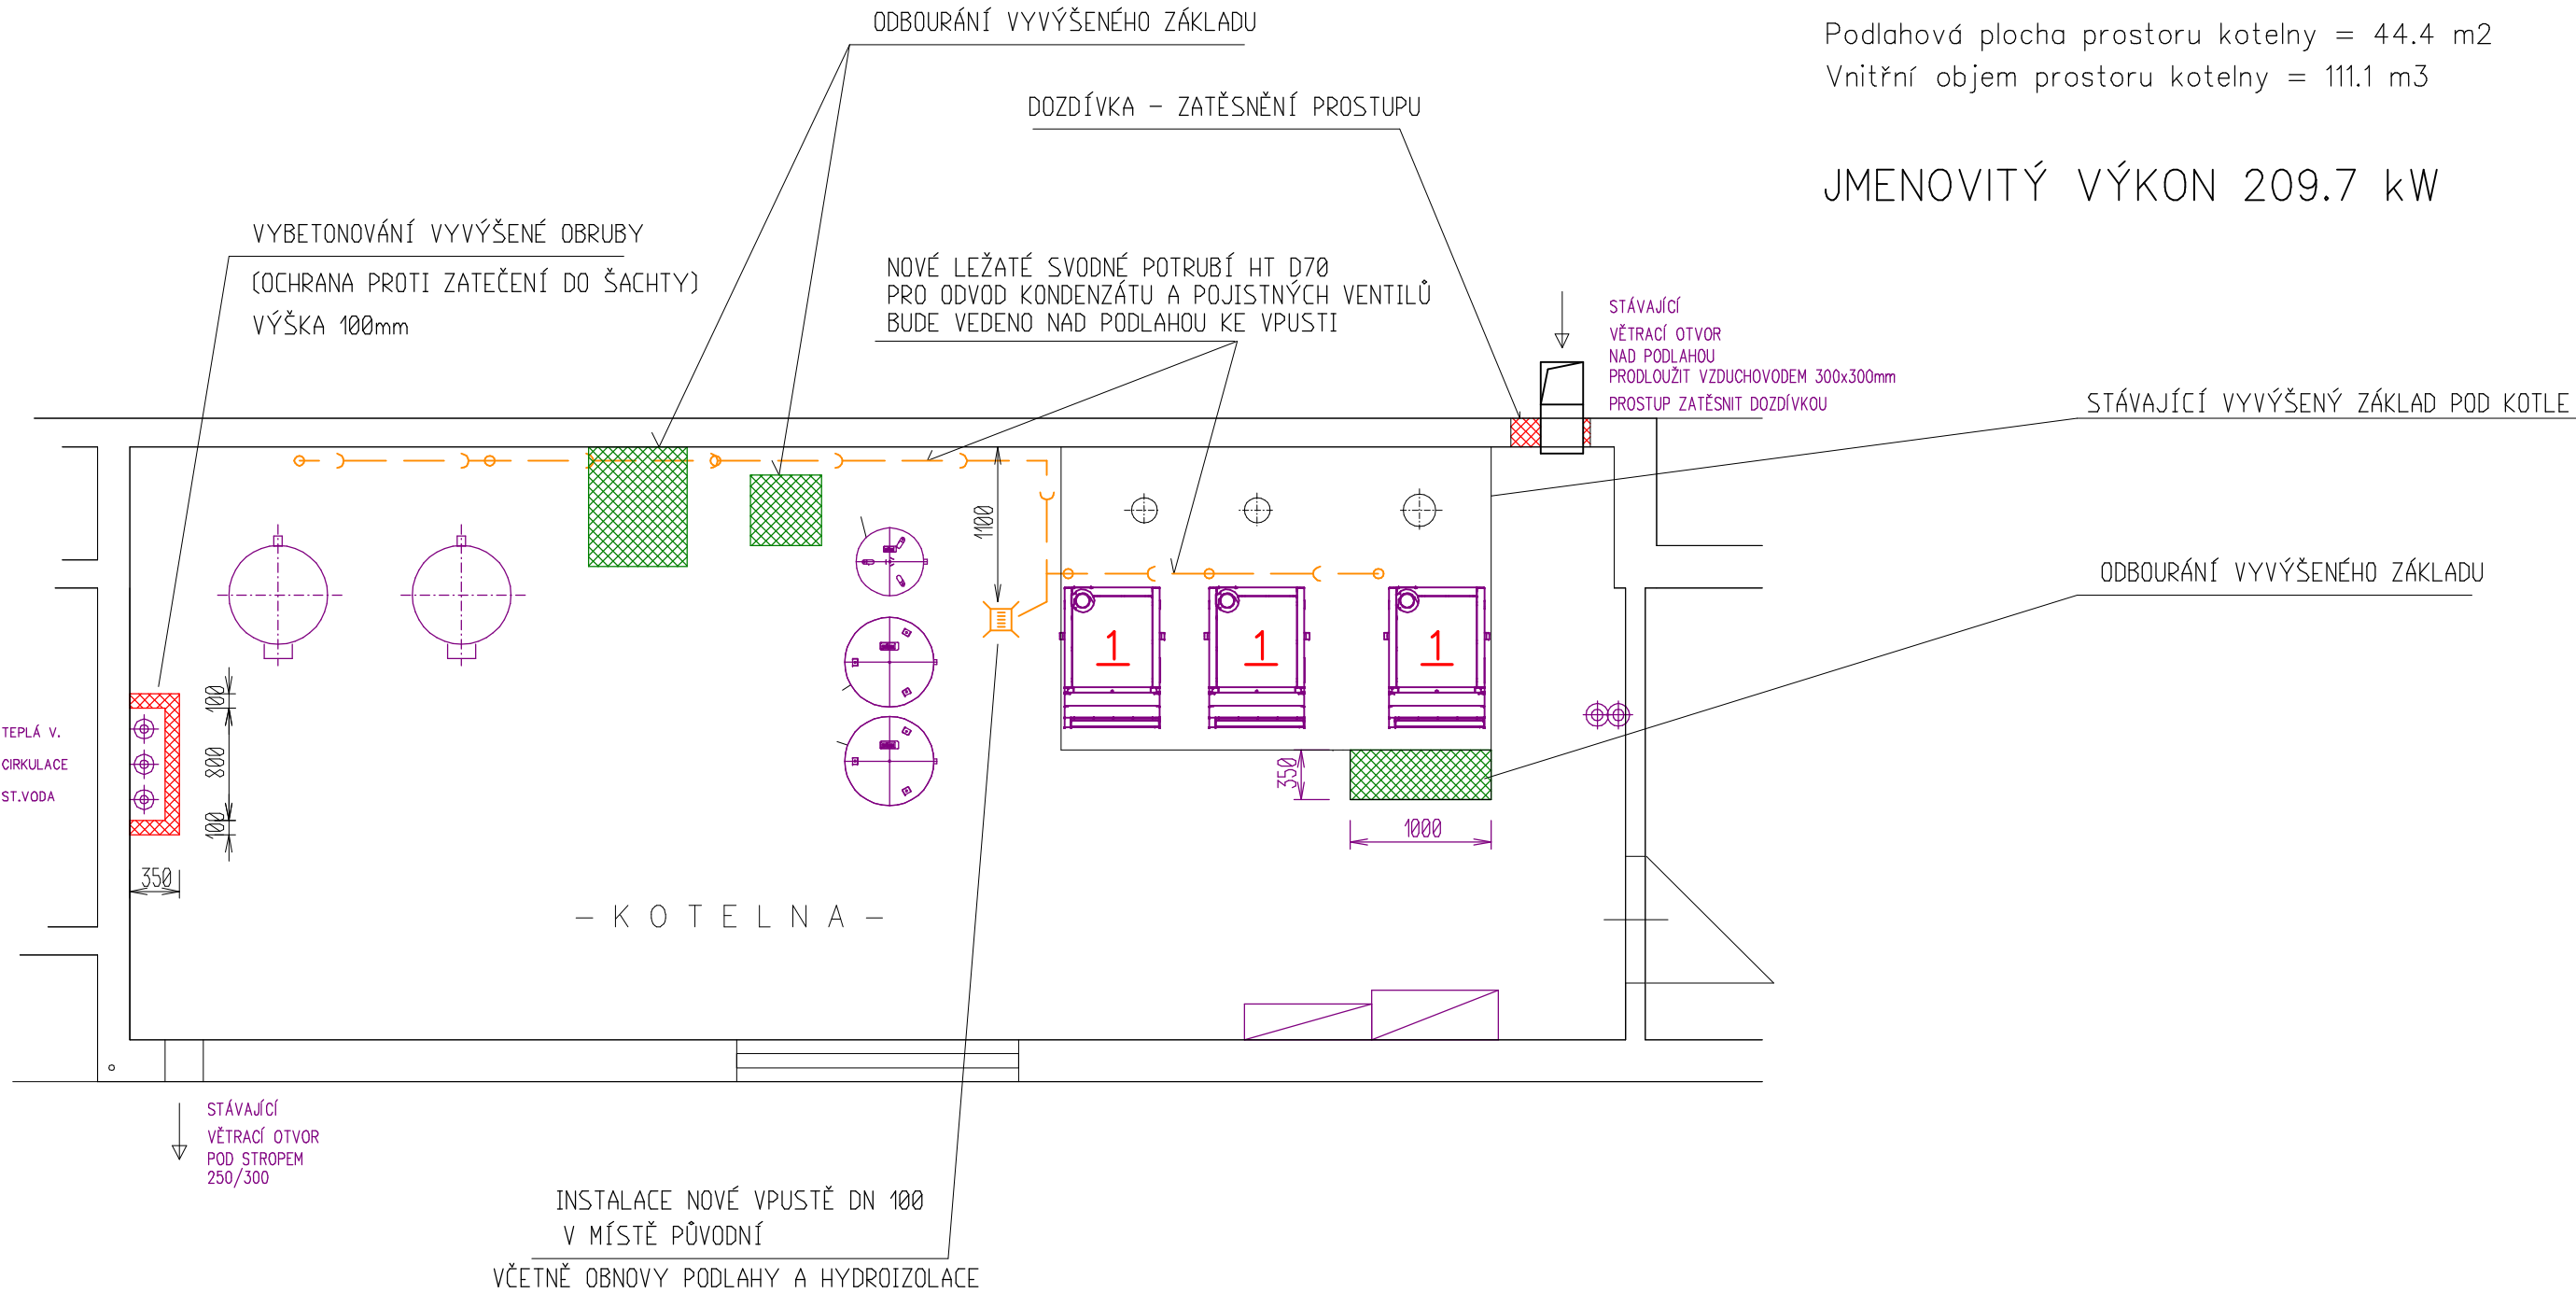 ODBOURÁNÍ VYVÝŠENÉHO ZÁKLADU
Podlahová plocha prostoru kotelny = 44.4 m2
Vnitřní objem prostoru kotelny = 111.1 m3
DOZDÍVKA - ZATĚSNĚNÍ PROSTUPU
JMENOVITÝ VÝKON 209.7 kW
VYBETONOVÁNÍ VYVÝŠENÉ OBRUBY
(OCHRANA PROTI ZATEČENÍ DO ŠACHTY)
VÝŠKA 100mm
NOVÉ LEŽATÉ SVODNÉ POTRUBÍ HT D70
PRO ODVOD KONDENZÁTU A POJISTNÝCH VENTILŮ
BUDE VEDENO NAD PODLAHOU KE VPUSTI
STÁVAJÍCÍ
VĚTRACÍ OTVOR
NAD PODLAHOU
PRODLOUŽIT VZDUCHOVODEM 300x300mm
PROSTUP ZATĚSNIT DOZDÍVKOU
STÁVAJÍCÍ VYVÝŠENÝ ZÁKLAD POD KOTLE
1100
ODBOURÁNÍ VYVÝŠENÉHO ZÁKLADU
1
1
1
100
800
100
TEPLÁ V.
CIRKULACE
ST.VODA
350
1000
350
- K O T E L N A -
STÁVAJÍCÍ
VĚTRACÍ OTVOR
POD STROPEM
250/300
INSTALACE NOVÉ VPUSTĚ DN 100
V MÍSTĚ PŮVODNÍ
VČETNĚ OBNOVY PODLAHY A HYDROIZOLACE